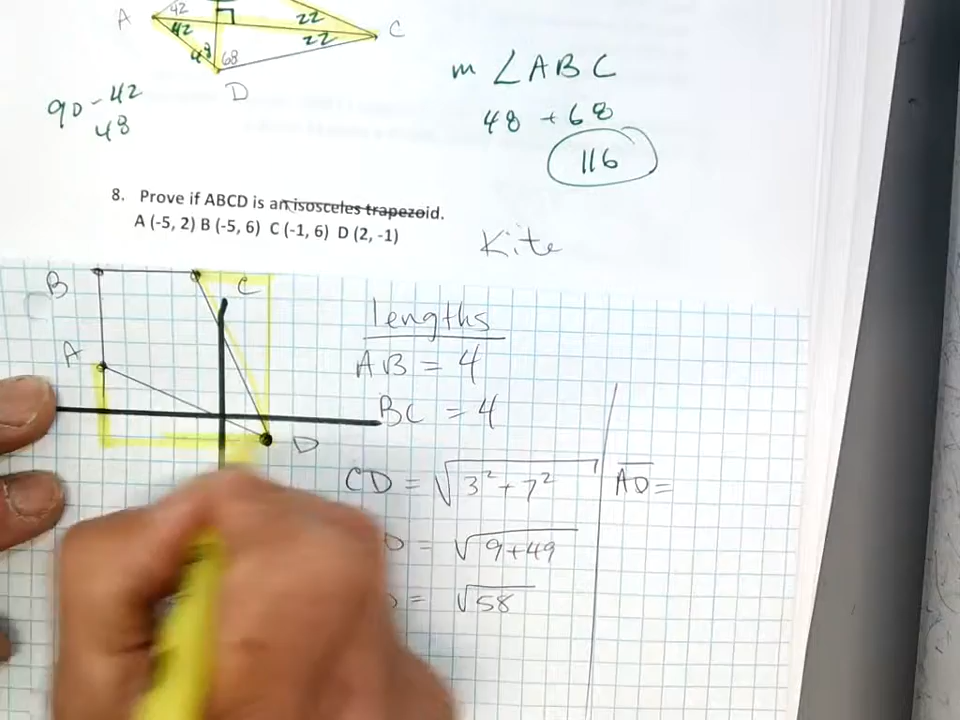 A 42 22 C
42 22
48 68
D
90 - 42
48
m ∠ABC
48 + 68
116
8. Prove if ABCD is an isosceles trapezoid.
A (-5, 2) B (-5, 6) C (-1, 6) D (2, -1)
Kite
B C
A
D
lengths
AB = 4
BC = 4
CD = √3² + 7² AD =
D = √9+49
= √58